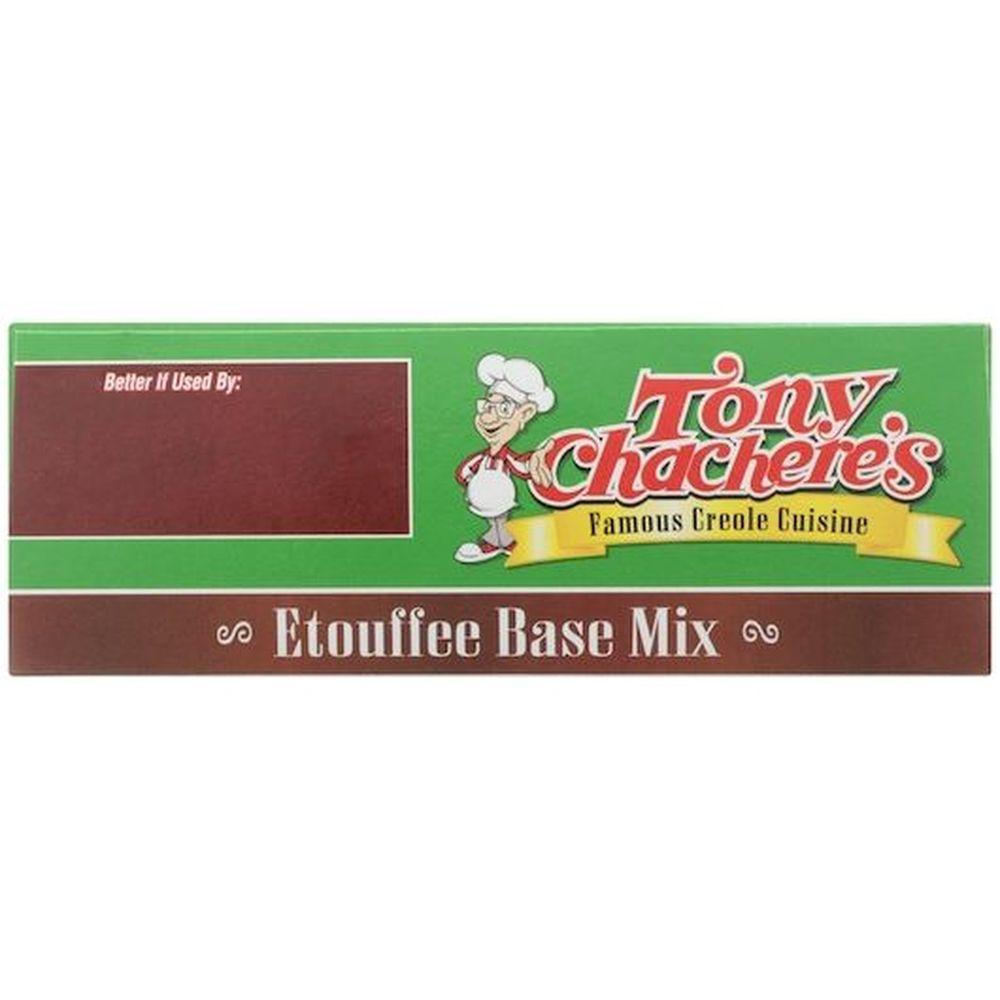 Better If Used By:
Tony
Chachere's
Famous Creole Cuisine
Etouffee Base Mix